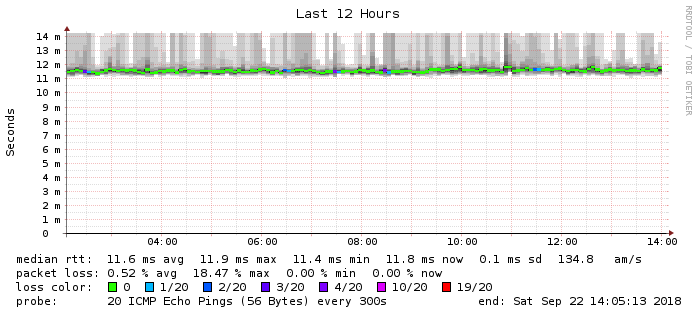 Last 12 Hours
RRDTOOL / TOBI OETIKER
Seconds
14 m
13 m
12 m
11 m
10 m
9 m
8 m
7 m
6 m
5 m
4 m
3 m
2 m
1 m
0
04:00 06:00 08:00 10:00 12:00 14:00
median rtt: 11.6 ms avg 11.9 ms max 11.4 ms min 11.8 ms now 0.1 ms sd 134.8 am/s
packet loss: 0.52 % avg 18.47 % max 0.00 % min 0.00 % now
loss color: 0 1/20 2/20 3/20 4/20 10/20 19/20
probe: 20 ICMP Echo Pings (56 Bytes) every 300s end: Sat Sep 22 14:05:13 2018